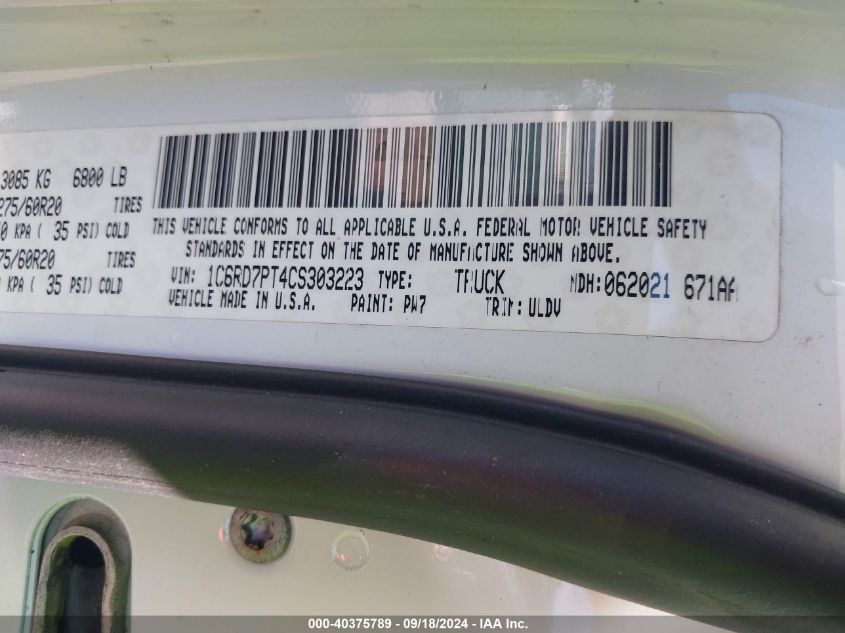 3085 KG 6800 LB
275/60R20 TIRES
0 KPA ( 35 PSI) COLD
75/60R20 TIRES
KPA ( 35 PSI) COLD
THIS VEHICLE CONFORMS TO ALL APPLICABLE U.S.A. FEDERAL MOTOR VEHICLE SAFETY
STANDARDS IN EFFECT ON THE DATE OF MANUFACTURE SHOWN ABOVE.
VIN: 1C6RD7PT4CS303223 TYPE: TRUCK MDH: 062021 671AA
VEHICLE MADE IN U.S.A. PAINT: PW7 TRIM: ULDV
000-40375789 - 09/18/2024 - IAA Inc.